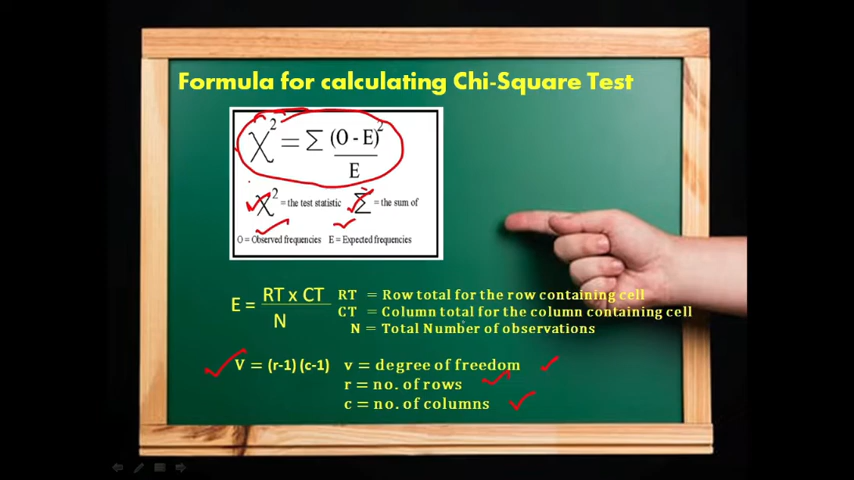 Formula for calculating Chi-Square Test
χ² = Σ (O - E)² / E
χ² = the test statistic Σ = the sum of
O = Observed frequencies E = Expected frequencies
E = RT x CT / N
RT = Row total for the row containing cell
CT = Column total for the column containing cell
N = Total Number of observations
V = (r-1) (c-1) v = degree of freedom
r = no. of rows
c = no. of columns